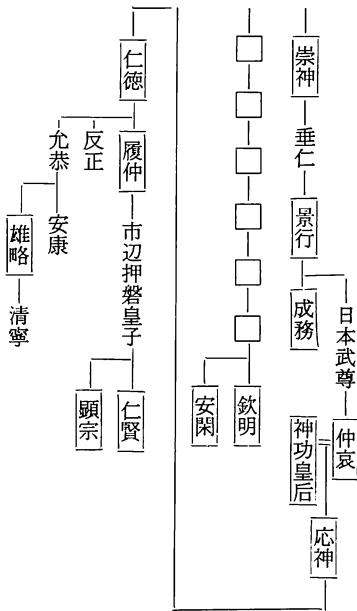 崇神
垂仁
景行
成務
日本武尊
仲哀
神功皇后
応神
欽明
安閑
仁徳
履仲
反正
允恭
市辺押磐皇子
安康
雄略
清寧
仁賢
顕宗